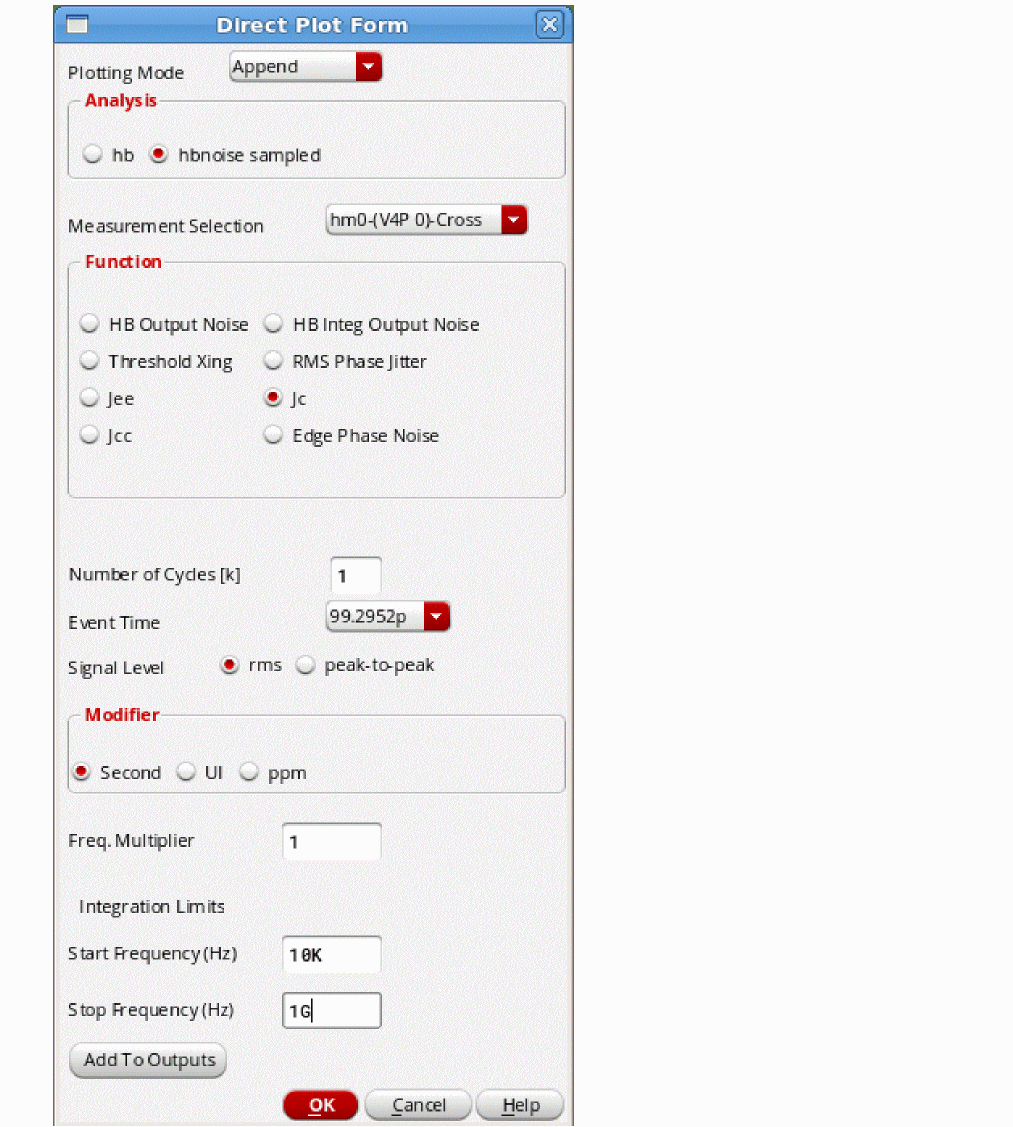 Direct Plot Form
Plotting Mode Append
Analysis
hb hbnoise sampled
Measurement Selection hm0-(V4P 0)-Cross
Function
HB Output Noise HB Integ Output Noise
Threshold Xing RMS Phase Jitter
Jee Jc
Jcc Edge Phase Noise
Number of Cycles [k] 1
Event Time 99.2952p
Signal Level rms peak-to-peak
Modifier
Second UI ppm
Freq. Multiplier 1
Integration Limits
Start Frequency (Hz) 10K
Stop Frequency (Hz) 1G
Add To Outputs
OK Cancel Help